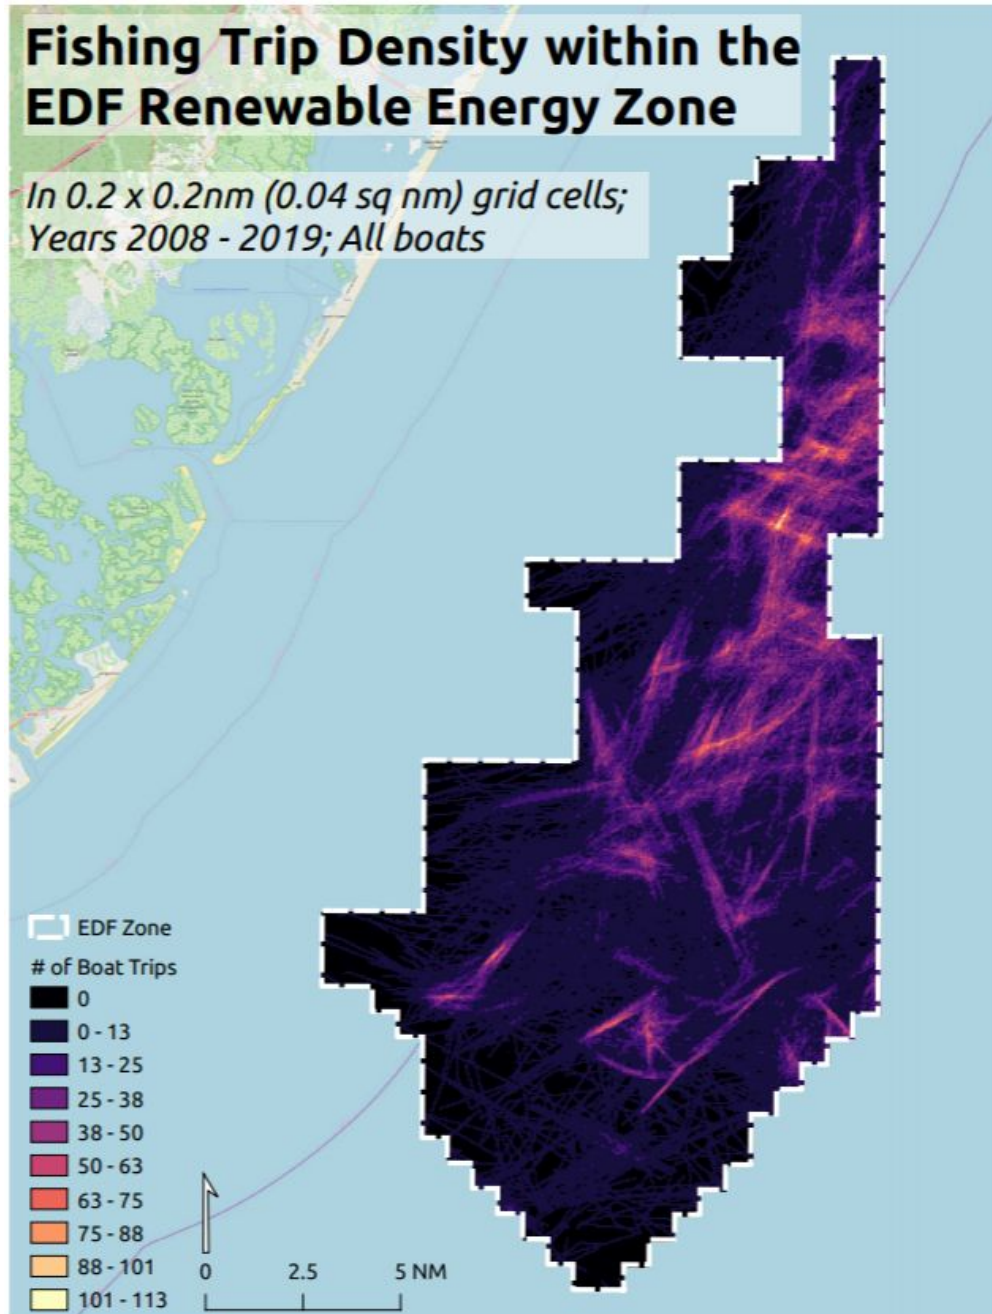 Fishing Trip Density within the
EDF Renewable Energy Zone
In 0.2 x 0.2nm (0.04 sq nm) grid cells;
Years 2008 - 2019; All boats
EDF Zone
# of Boat Trips
0
0 - 13
13 - 25
25 - 38
38 - 50
50 - 63
63 - 75
75 - 88
88 - 101
101 - 113
0 2.5 5 NM